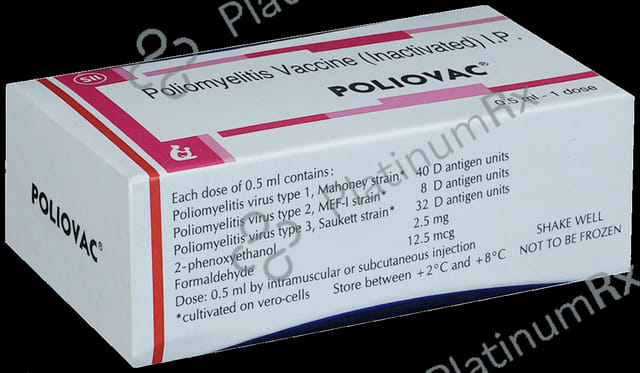 SII
Poliomyelitis Vaccine (Inactivated) I.P.
POLIOVAC®
0.5 ml - 1 dose
POLIOVAC®
Each dose of 0.5 ml contains:
Poliomyelitis virus type 1, Mahoney strain* 40 D antigen units
Poliomyelitis virus type 2, MEF-I strain* 8 D antigen units
Poliomyelitis virus type 3, Saukett strain* 32 D antigen units
2-phenoxyethanol 2.5 mg
Formaldehyde 12.5 mcg
Dose: 0.5 ml by intramuscular or subcutaneous injection
*cultivated on vero-cells Store between +2°C and +8°C
SHAKE WELL
NOT TO BE FROZEN
PlatinumRx
PlatinumRx
PlatinumRx